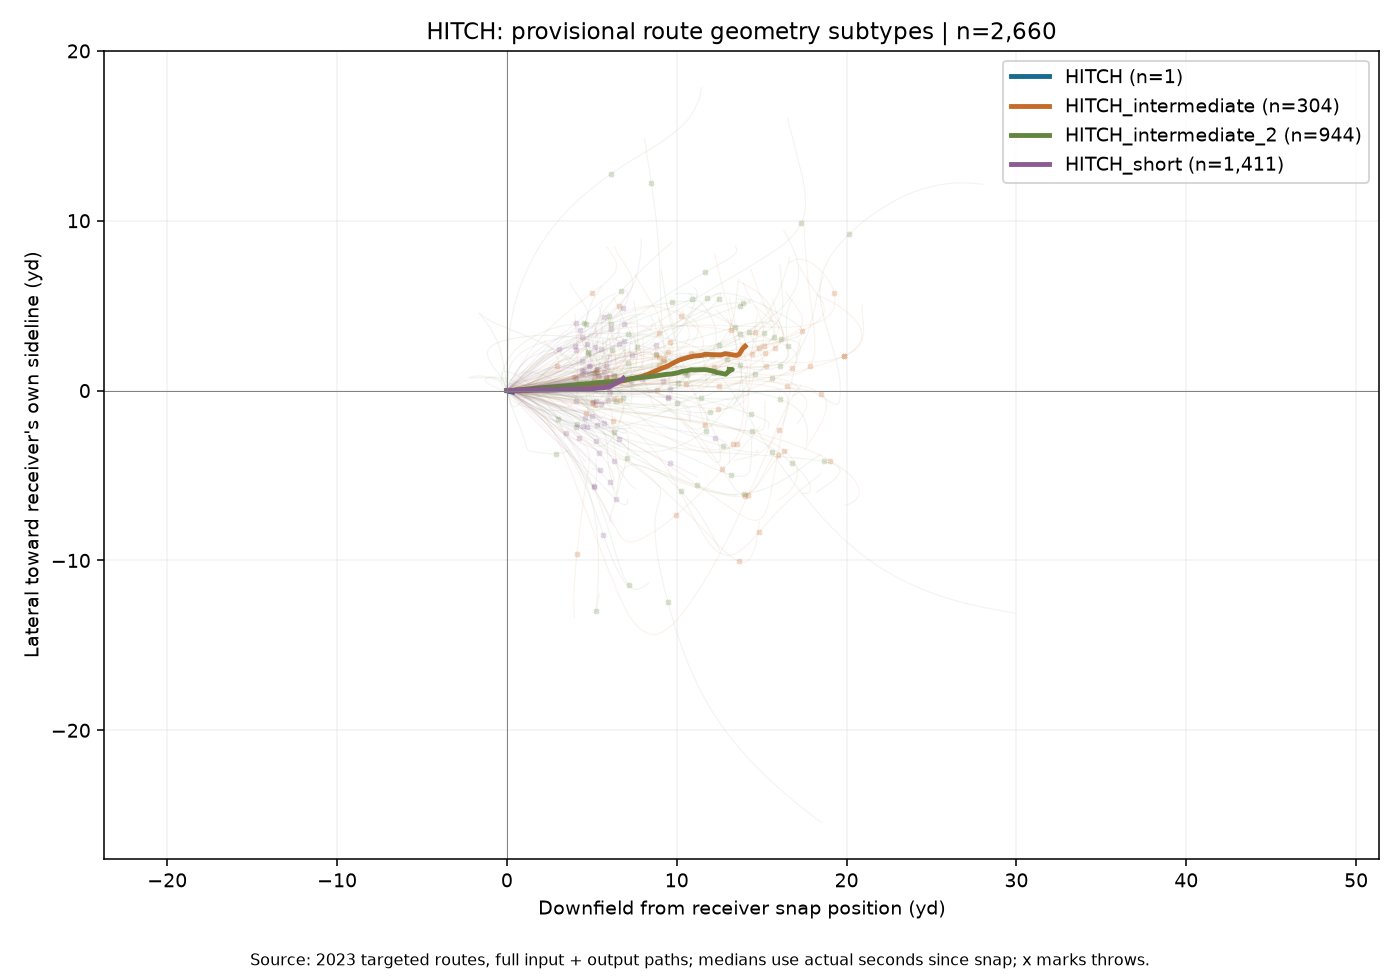 HITCH: provisional route geometry subtypes | n=2,660
HITCH (n=1)
HITCH_intermediate (n=304)
HITCH_intermediate_2 (n=944)
HITCH_short (n=1,411)
Lateral toward receiver's own sideline (yd)
20
10
0
−10
−20
−20 −10 0 10 20 30 40 50
Downfield from receiver snap position (yd)
Source: 2023 targeted routes, full input + output paths; medians use actual seconds since snap; x marks throws.